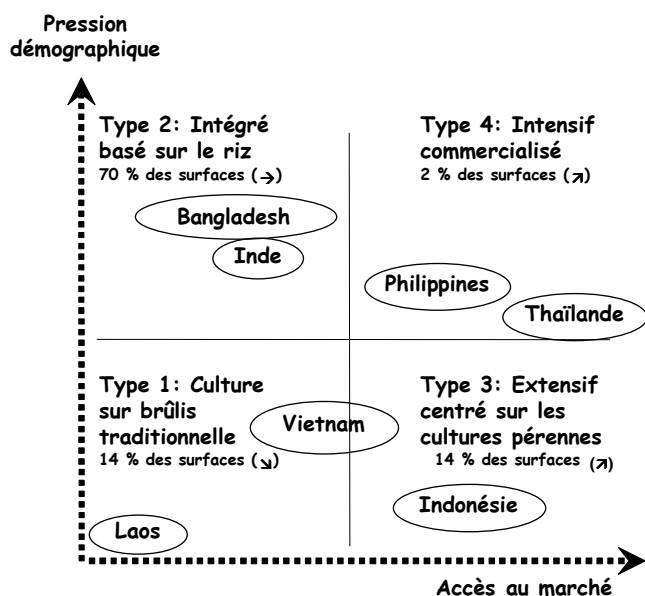 Pression
démographique
Type 2: Intégré
basé sur le riz
70 % des surfaces (→)
Bangladesh
Inde
Type 4: Intensif
commercialisé
2 % des surfaces (↗)
Philippines
Thaïlande
Type 1: Culture
sur brûlis
traditionnelle
14 % des surfaces (↘)
Vietnam
Laos
Type 3: Extensif
centré sur les
cultures pérennes
14 % des surfaces (↗)
Indonésie
Accès au marché